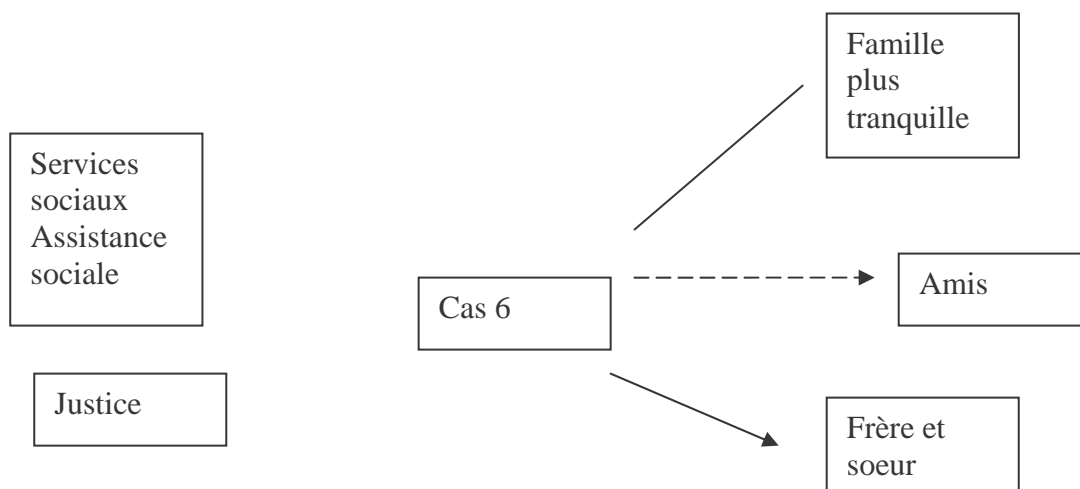 Famille
plus
tranquille
Services
sociaux
Assistance
sociale
Amis
Cas 6
Justice
Frère et
soeur